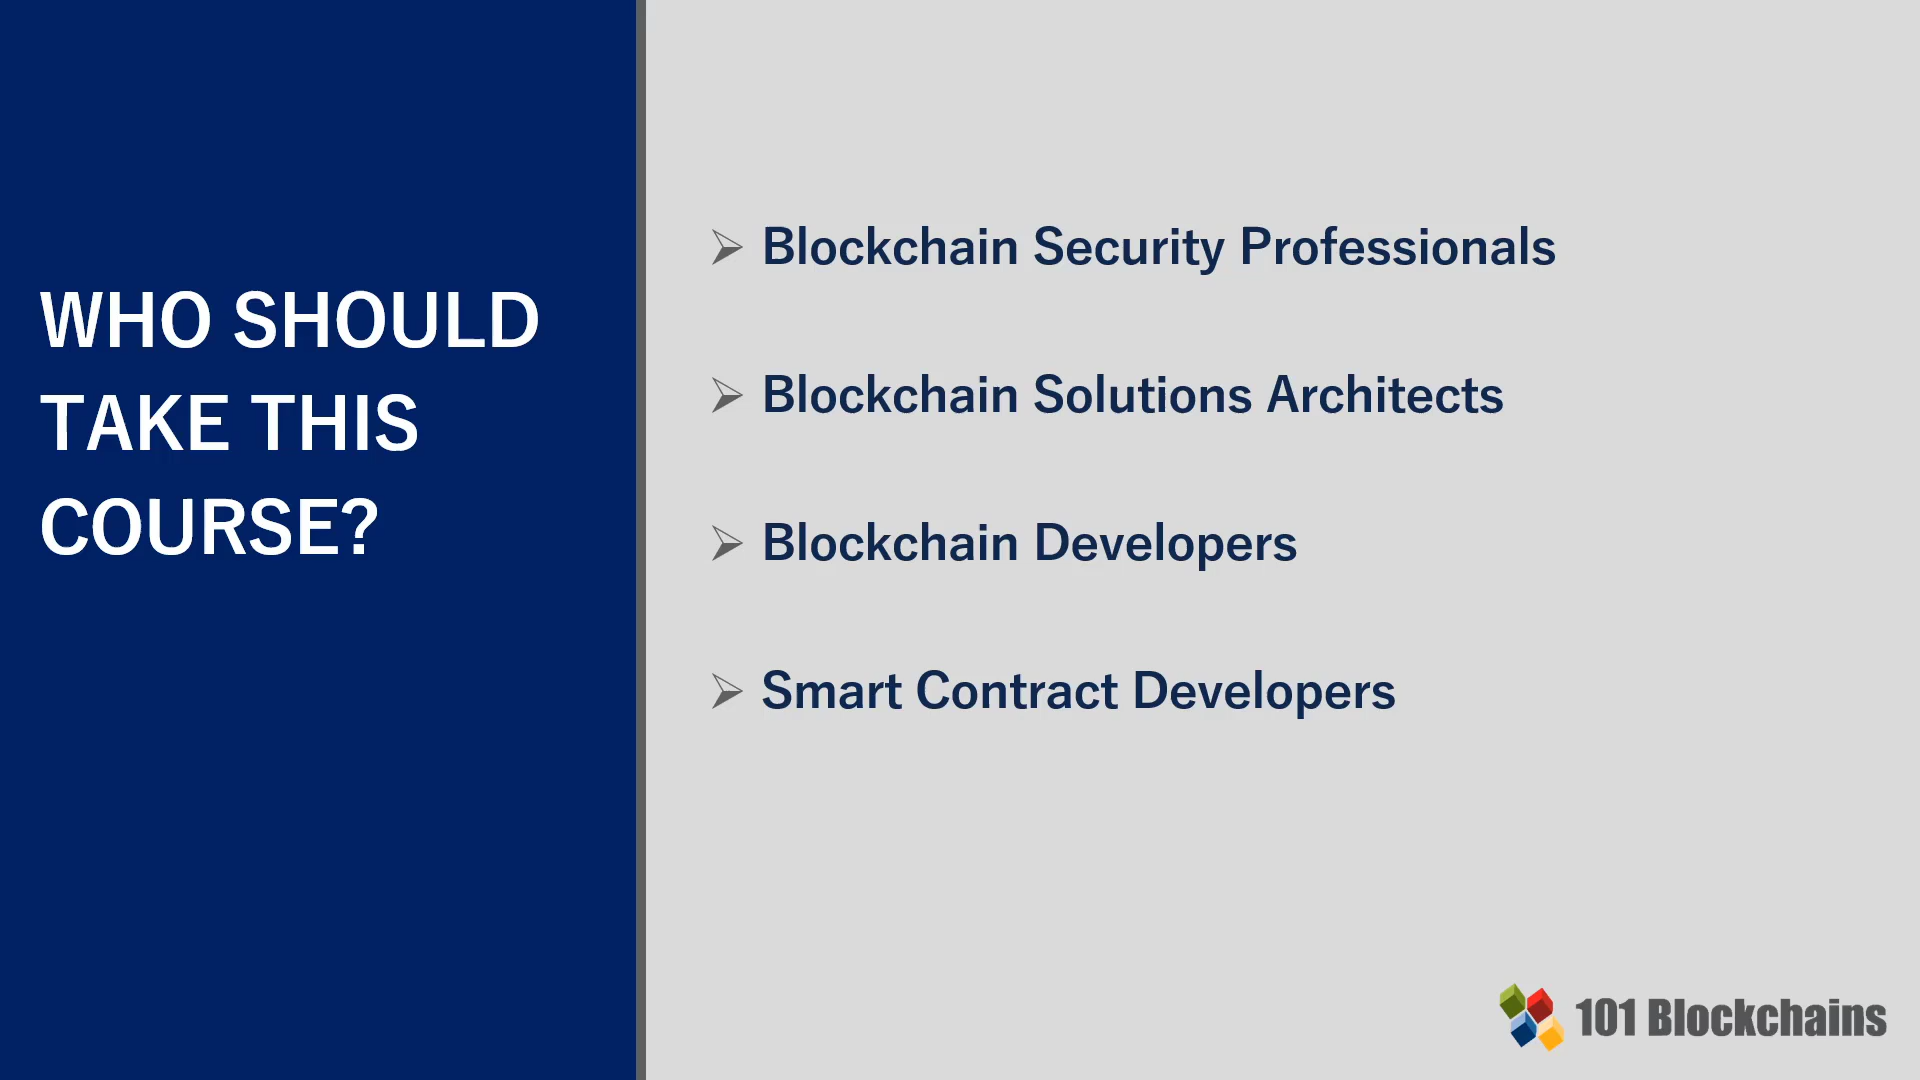 WHO SHOULD
TAKE THIS
COURSE?
Blockchain Security Professionals
Blockchain Solutions Architects
Blockchain Developers
Smart Contract Developers
101 Blockchains